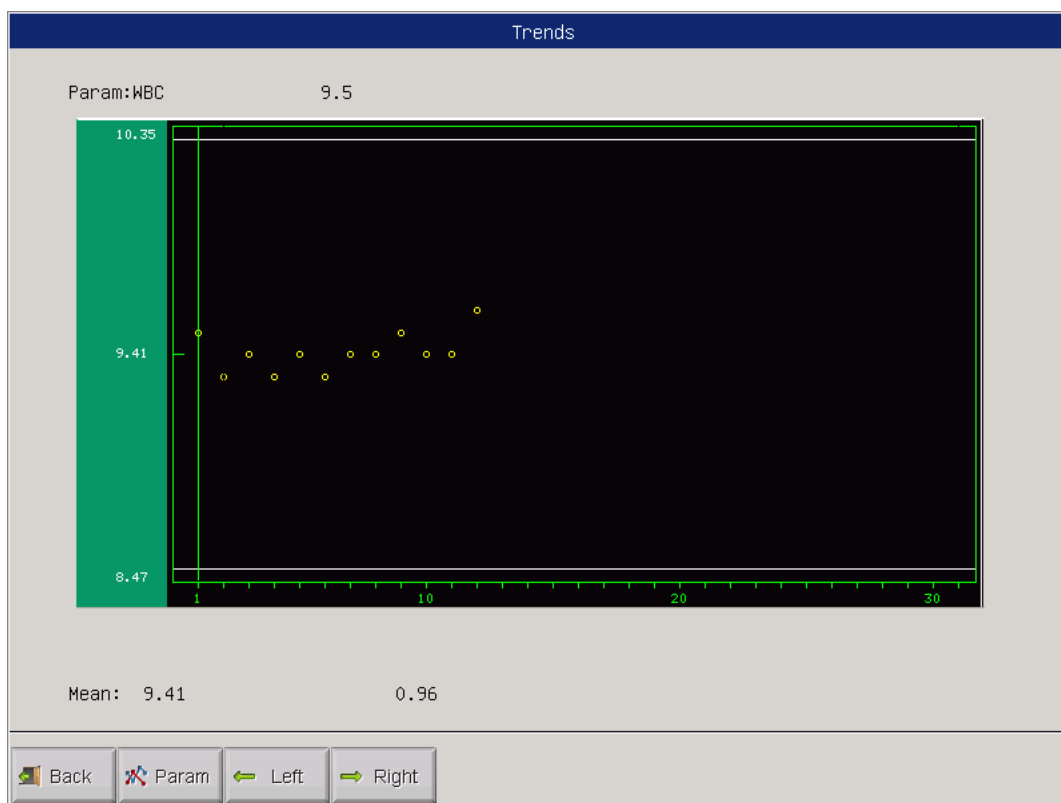 Trends
Param:WBC 9.5
10.35
9.41
8.47
1 10 20 30
Mean: 9.41 0.96
Back Param Left Right